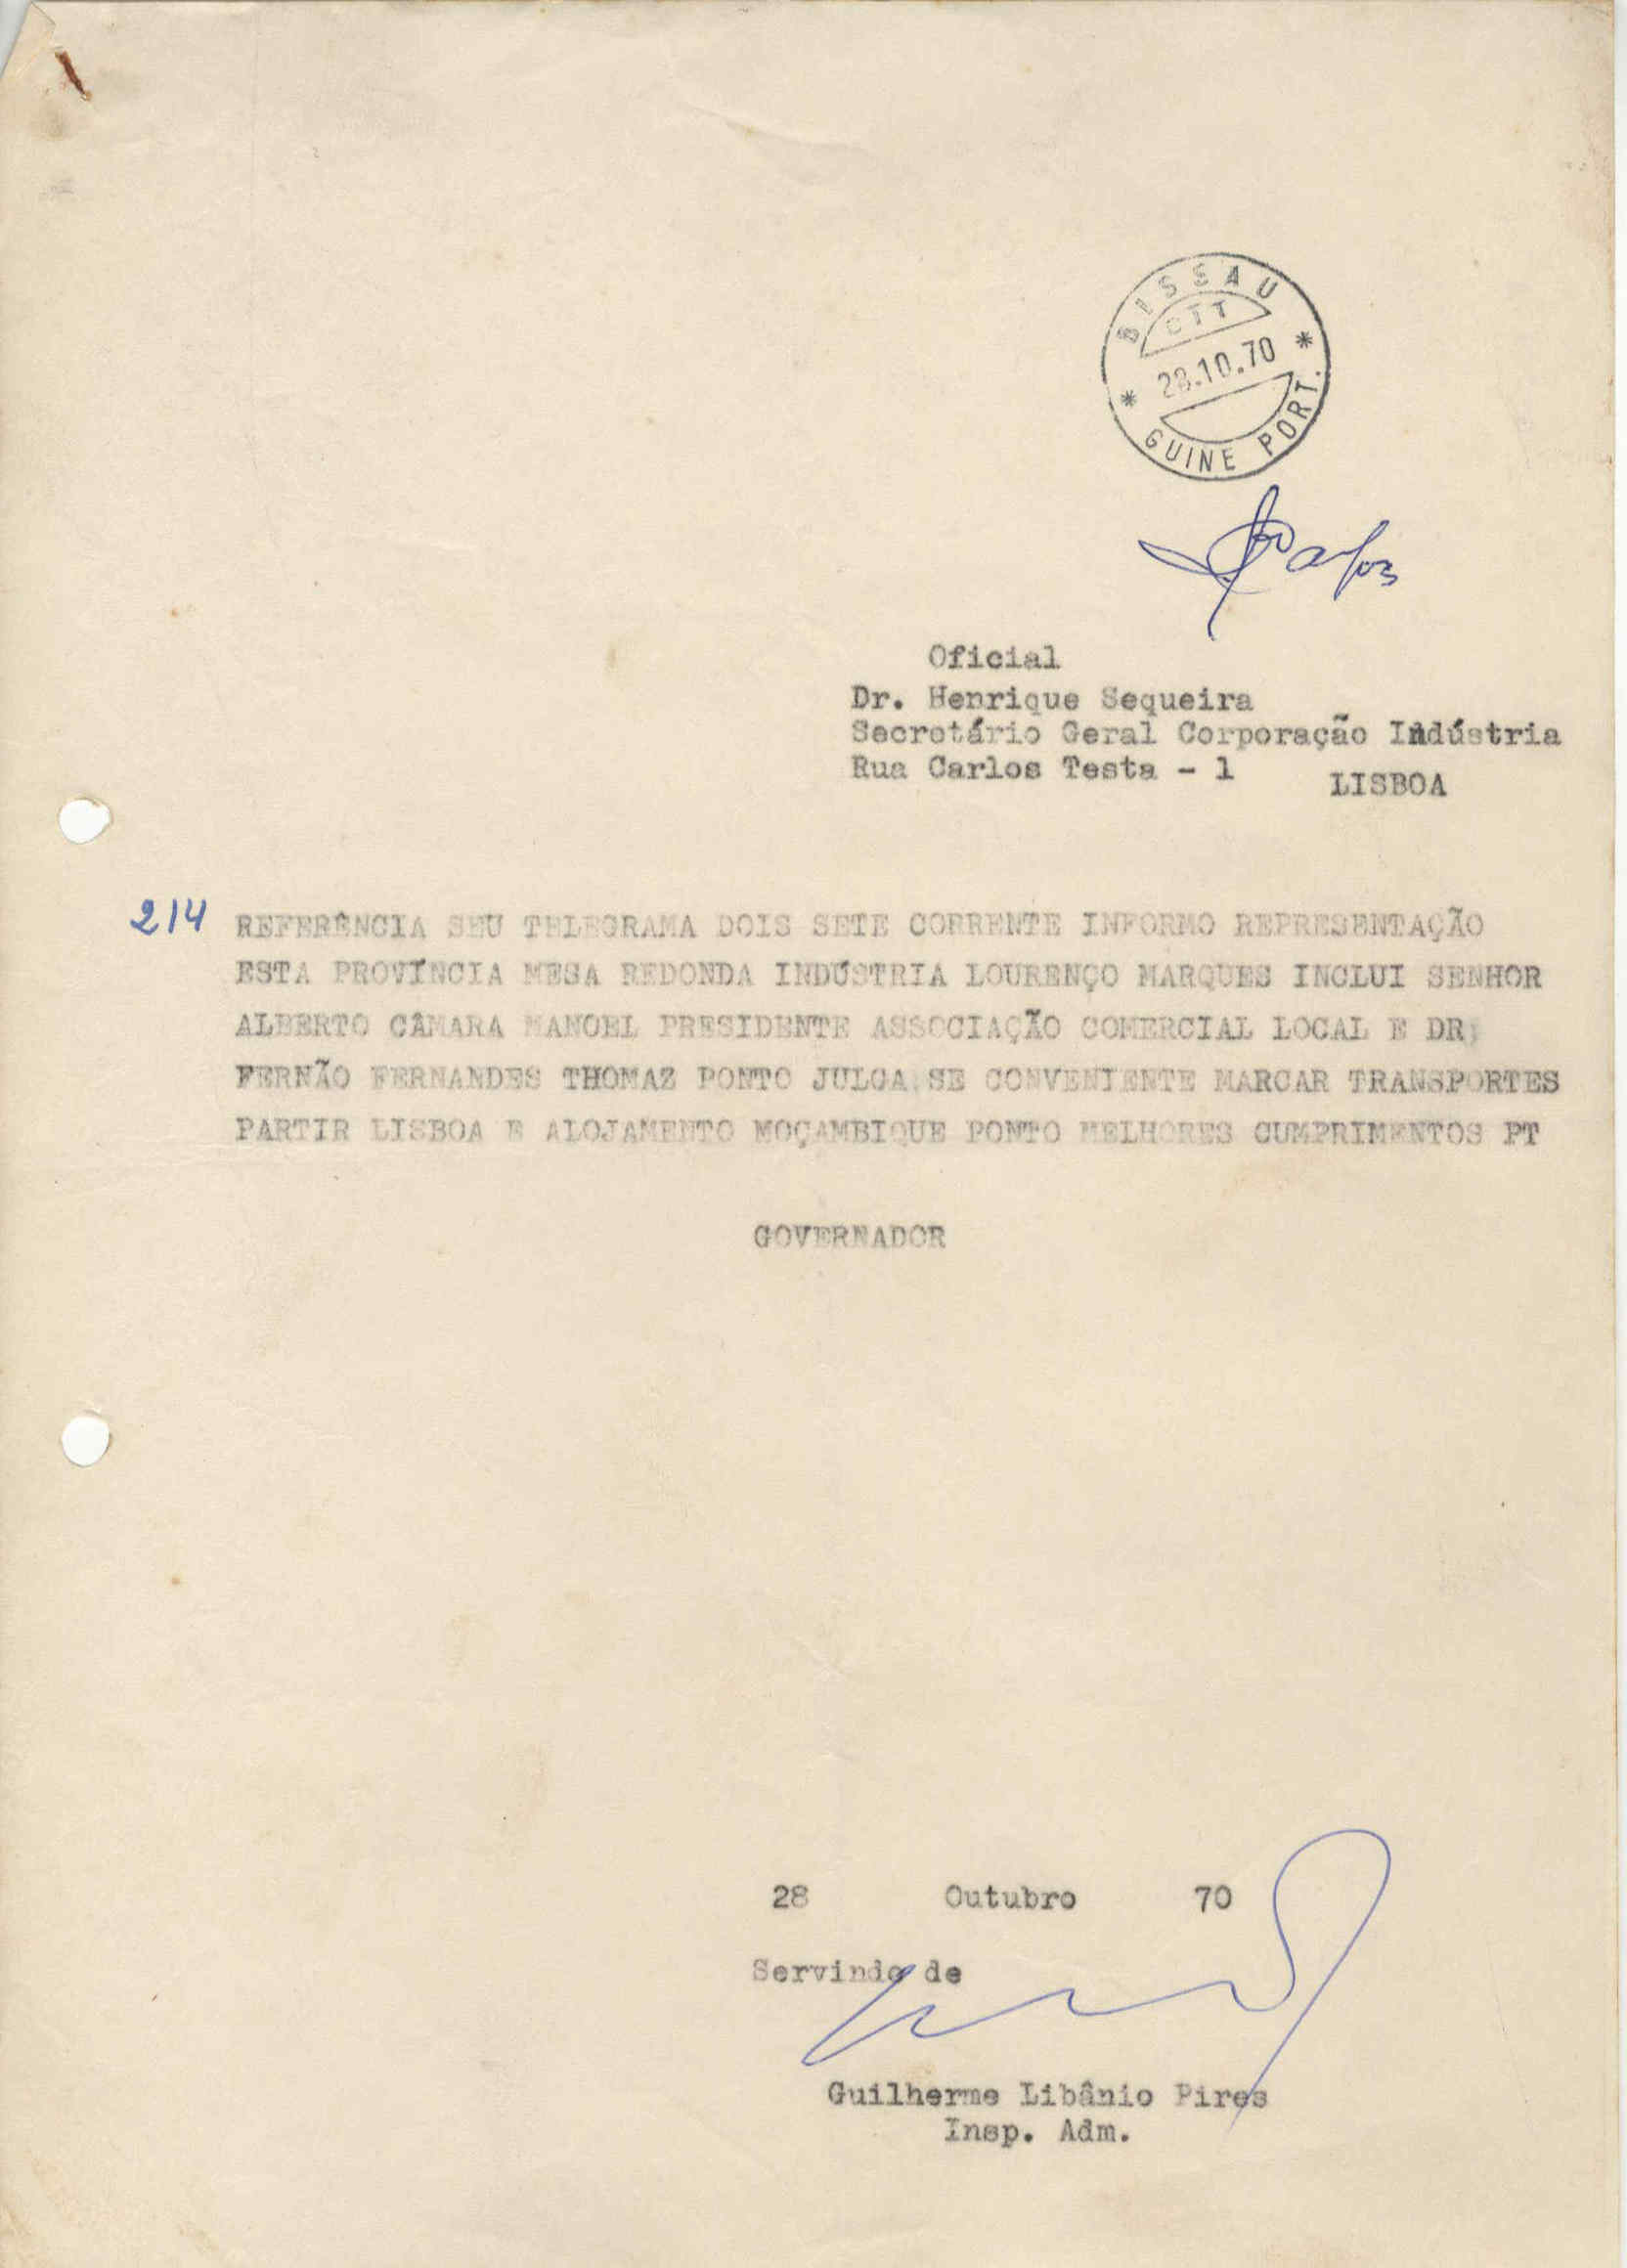 BISSAU
CTT
28.10.70
GUINE PORT.
Oficial
Dr. Henrique Sequeira
Secretário Geral Corporação Indústria
Rua Carlos Testa - 1
LISBOA
214 REFERÊNCIA SEU TELEGRAMA DOIS SETE CORRENTE INFORMO REPRESENTAÇÃO
ESTA PROVÍNCIA MESA REDONDA INDÚSTRIA LOURENÇO MARQUES INCLUI SENHOR
ALBERTO CÂMARA MANOEL PRESIDENTE ASSOCIAÇÃO COMERCIAL LOCAL E DR,
FERNÃO FERNANDES THOMAZ PONTO JULGA SE CONVENIENTE MARCAR TRANSPORTES
PARTIR LISBOA E ALOJAMENTO MOÇAMBIQUE PONTO MELHORES CUMPRIMENTOS PT
GOVERNADOR
28 Outubro 70
Servindo de
Guilherme Libânio Pires
Insp. Adm.